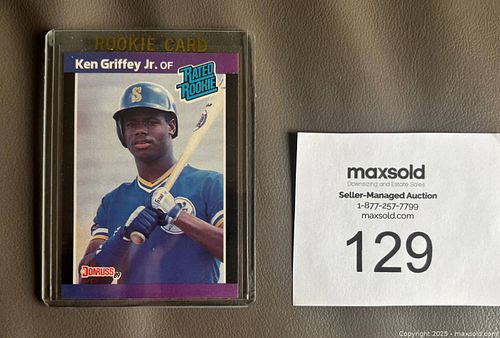 ROOKIE CARD
Ken Griffey Jr. OF
RATED
ROOKIE
S
DONRUSS 89
maxsold
Downsizing and Estate Sales
Seller-Managed Auction
1-877-257-7799
maxsold.com
129
Copyright 2025 - maxsold.com